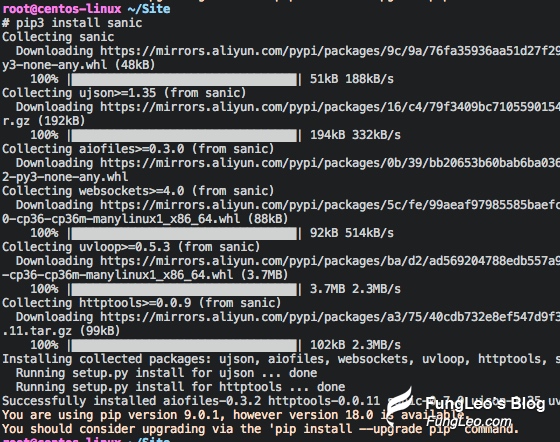 root@centos-linux ~/Site
# pip3 install sanic
Collecting sanic
Downloading https://mirrors.aliyun.com/pypi/packages/9c/9a/76fa35936aa51d27f29
y3-none-any.whl (48kB)
100% |████████████████████████████████| 51kB 188kB/s
Collecting ujson>=1.35 (from sanic)
Downloading https://mirrors.aliyun.com/pypi/packages/16/c4/79f3409bc7105590154
r.gz (192kB)
100% |████████████████████████████████| 194kB 332kB/s
Collecting aiofiles>=0.3.0 (from sanic)
Downloading https://mirrors.aliyun.com/pypi/packages/0b/39/bb20653b60bab6ba036
2-py3-none-any.whl
Collecting websockets>=4.0 (from sanic)
Downloading https://mirrors.aliyun.com/pypi/packages/5c/fe/99aeaf97985585baefc
0-cp36-cp36m-manylinux1_x86_64.whl (88kB)
100% |████████████████████████████████| 92kB 514kB/s
Collecting uvloop>=0.5.3 (from sanic)
Downloading https://mirrors.aliyun.com/pypi/packages/ba/d2/ad569204788edb557a9
-cp36-cp36m-manylinux1_x86_64.whl (3.7MB)
100% |████████████████████████████████| 3.7MB 2.3MB/s
Collecting httptools>=0.0.9 (from sanic)
Downloading https://mirrors.aliyun.com/pypi/packages/a3/75/40cdb732e8ef547d9f3
.11.tar.gz (99kB)
100% |████████████████████████████████| 102kB 2.3MB/s
Installing collected packages: ujson, aiofiles, websockets, uvloop, httptools, s
Running setup.py install for ujson ... done
Running setup.py install for httptools ... done
Successfully installed aiofiles-0.3.2 httptools-0.0.11
You are using pip version 9.0.1, however version 18.0 is available.
You should consider upgrading via the 'pip install --upgrade pip' command.
root@centos-linux ~/Site
FungLeo's Blog
FungLeo.com